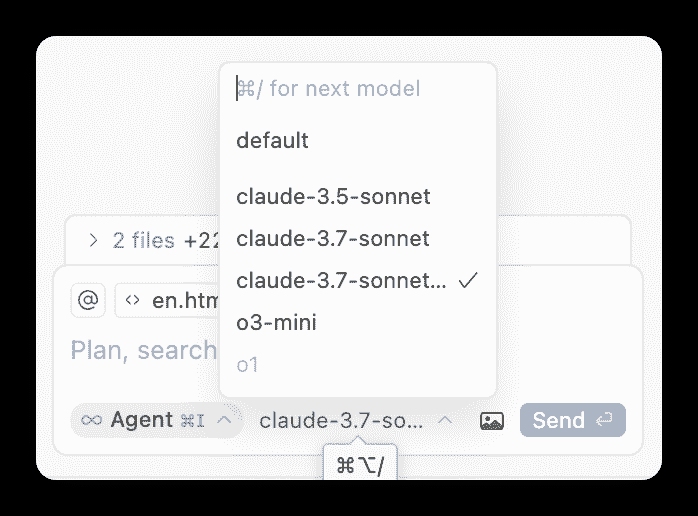 ⌘/ for next model
default
claude-3.5-sonnet
claude-3.7-sonnet
claude-3.7-sonnet...
o3-mini
o1
2 files +22
@ <> en.htm
Plan, search
∞ Agent ⌘I claude-3.7-so... Send
⌘⌥/